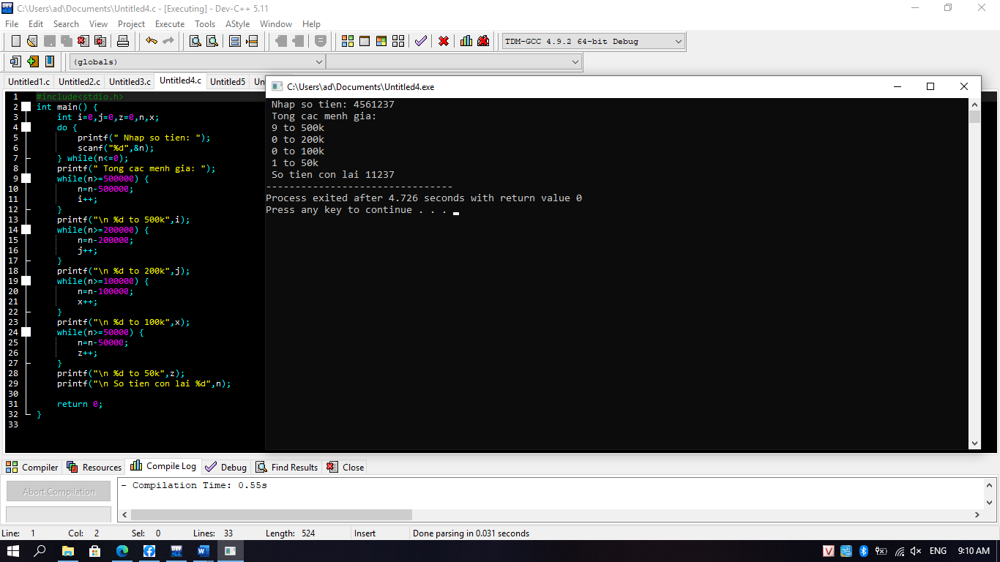 C:\Users\ad\Documents\Untitled4.c - [Executing] - Dev-C++ 5.11
File Edit Search View Project Execute Tools AStyle Window Help
TDM-GCC 4.9.2 64-bit Debug
(globals)
Untitled1.c Untitled2.c Untitled3.c Untitled4.c Untitled5 Un
1 #include<stdio.h>
2 int main() {
3 int i=0,j=0,z=0,n,x;
4 do {
5 printf(" Nhap so tien: ");
6 scanf("%d",&n);
7 } while(n<=0);
8 printf(" Tong cac menh gia: ");
9 while(n>=500000) {
10 n=n-500000;
11 i++;
12 }
13 printf("\n %d to 500k",i);
14 while(n>=200000) {
15 n=n-200000;
16 j++;
17 }
18 printf("\n %d to 200k",j);
19 while(n>=100000) {
20 n=n-100000;
21 x++;
22 }
23 printf("\n %d to 100k",x);
24 while(n>=50000) {
25 n=n-50000;
26 z++;
27 }
28 printf("\n %d to 50k",z);
29 printf("\n So tien con lai %d",n);
30
31 return 0;
32 }
33
C:\Users\ad\Documents\Untitled4.exe
Nhap so tien: 4561237
Tong cac menh gia:
9 to 500k
0 to 200k
0 to 100k
1 to 50k
So tien con lai 11237
--------------------------------
Process exited after 4.726 seconds with return value 0
Press any key to continue . . .
Compiler Resources Compile Log Debug Find Results Close
Abort Compilation
- Compilation Time: 0.55s
Line: 1 Col: 2 Sel: 0 Lines: 33 Length: 524 Insert Done parsing in 0.031 seconds
ENG 9:10 AM